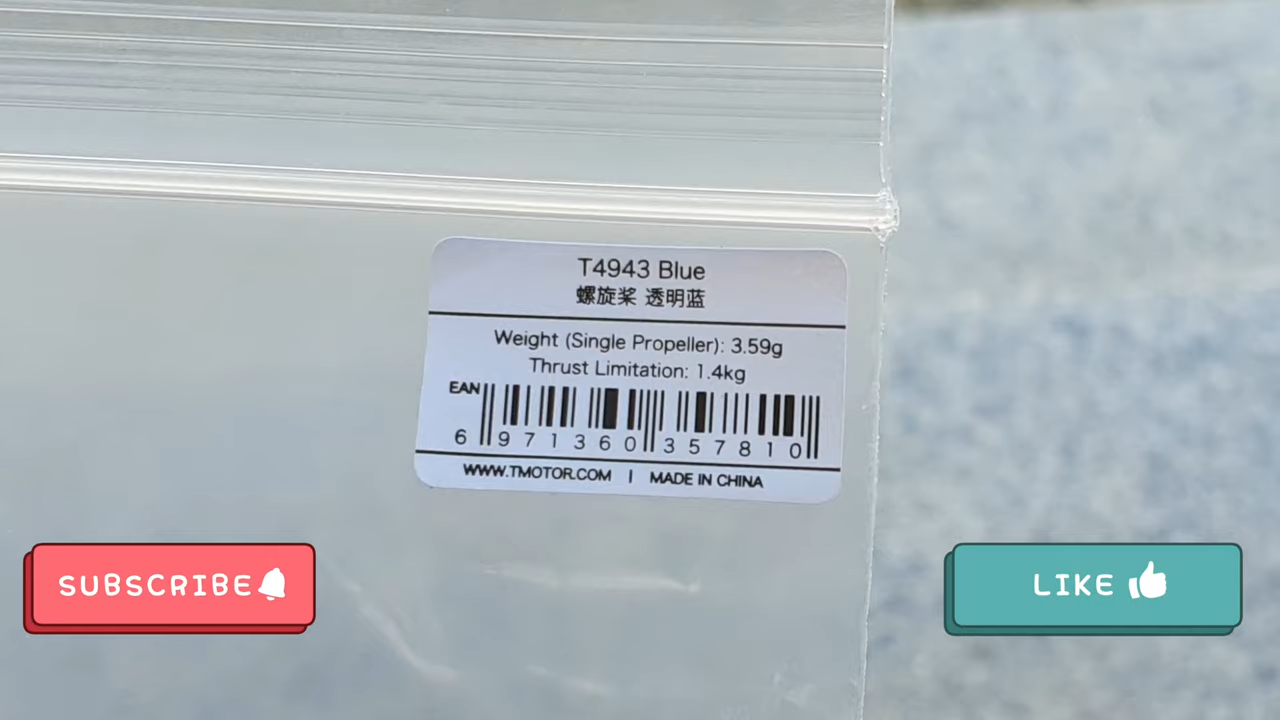 T4943 Blue
螺旋桨 透明蓝
Weight (Single Propeller): 3.59g
Thrust Limitation: 1.4kg
EAN
6 971360 357810
WWW.TMOTOR.COM | MADE IN CHINA
SUBSCRIBE
LIKE